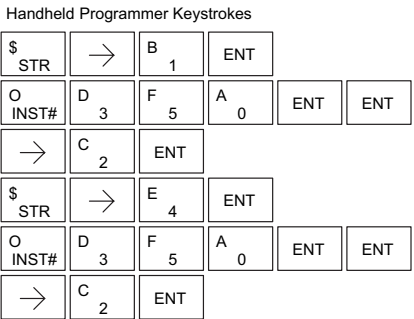 Handheld Programmer Keystrokes
$ STR → B 1 ENT
O INST# D 3 F 5 A 0 ENT ENT
→ C 2 ENT
$ STR → E 4 ENT
O INST# D 3 F 5 A 0 ENT ENT
→ C 2 ENT